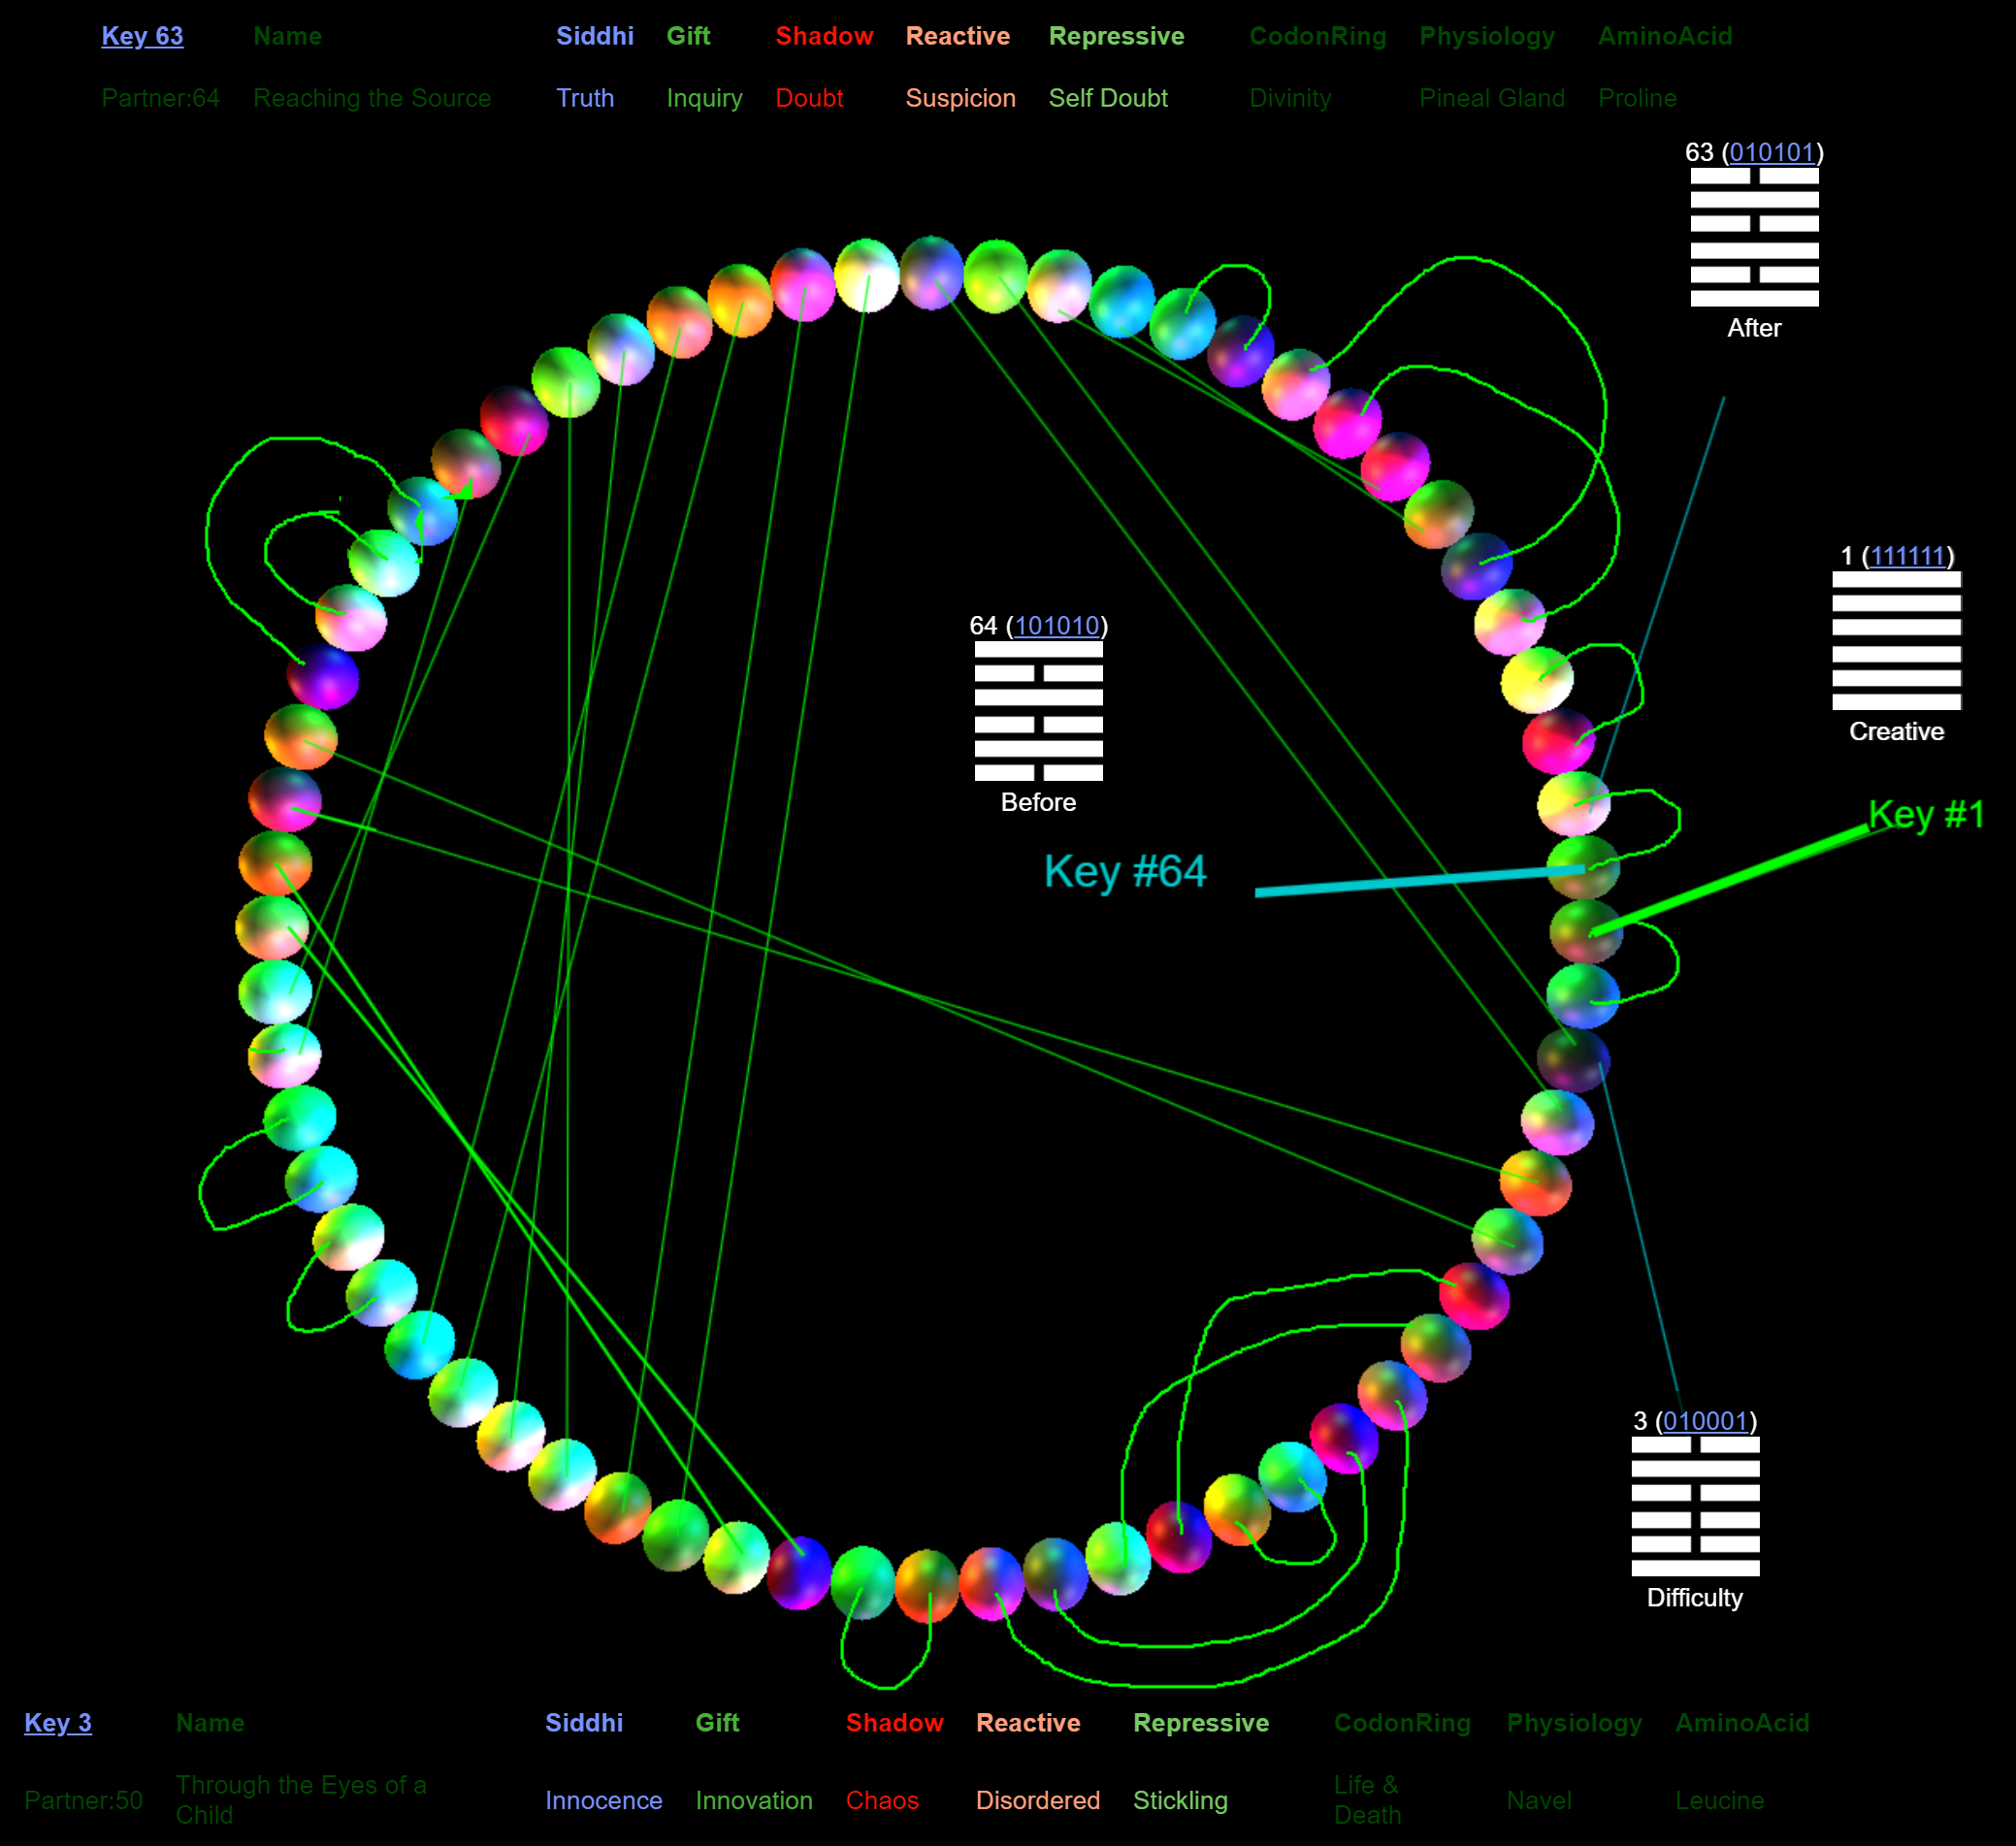 Key 63 Name Siddhi Gift Shadow Reactive Repressive CodonRing Physiology AminoAcid
Partner:64 Reaching the Source Truth Inquiry Doubt Suspicion Self Doubt Divinity Pineal Gland Proline
63 (010101)
After
1 (111111)
Creative
64 (101010)
Before
Key #1
Key #64
3 (010001)
Difficulty
Key 3 Name Siddhi Gift Shadow Reactive Repressive CodonRing Physiology AminoAcid
Partner:50 Through the Eyes of a Child Innocence Innovation Chaos Disordered Stickling Life & Death Navel Leucine